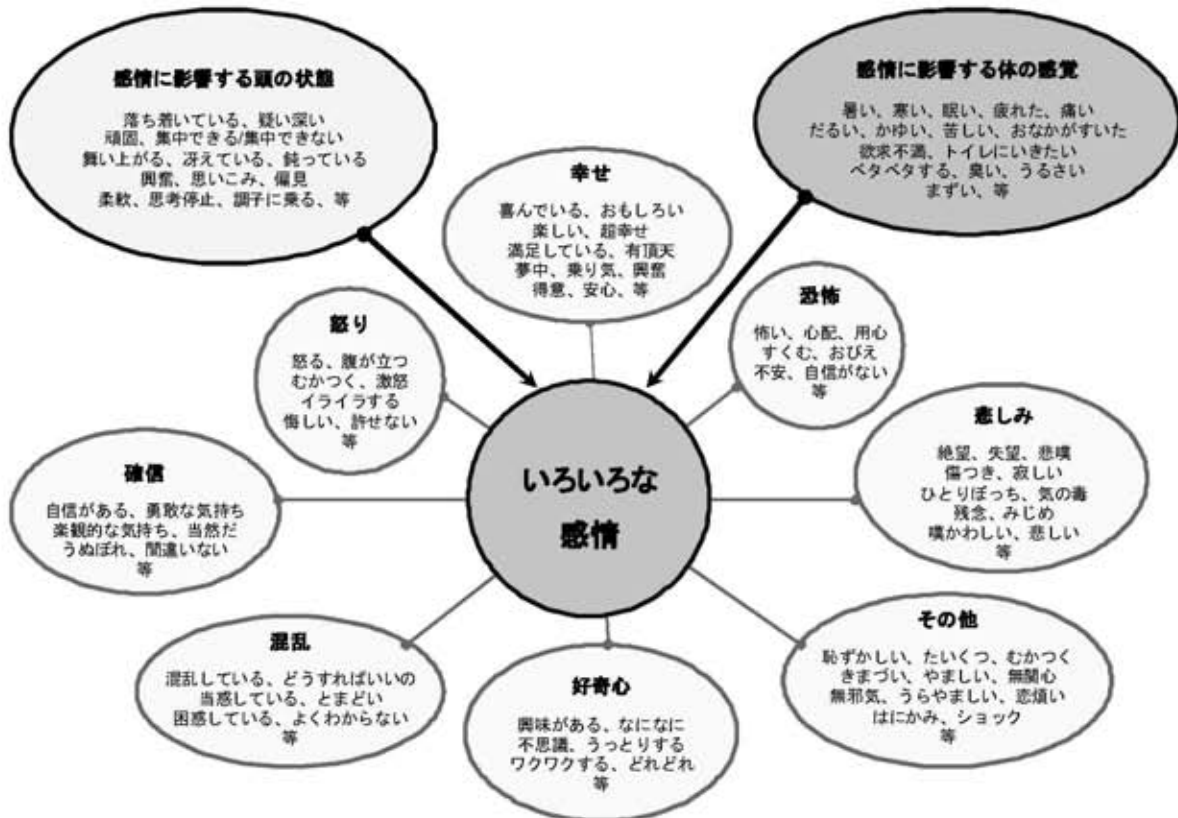 感情に影響する頭の状態
落ち着いている、疑い深い
頑固、集中できる/集中できない
舞い上がる、冴えている、鈍っている
興奮、思いこみ、偏見
柔軟、思考停止、調子に乗る、等
感情に影響する体の感覚
暑い、寒い、眠い、疲れた、痛い
だるい、かゆい、苦しい、おなかがすいた
欲求不満、トイレにいきたい
ベタベタする、臭い、うるさい
まずい、等
幸せ
喜んでいる、おもしろい
楽しい、超幸せ
満足している、有頂天
夢中、乗り気、興奮
得意、安心、等
怒り
怒る、腹が立つ
むかつく、激怒
イライラする
悔しい、許せない
等
恐怖
怖い、心配、用心
すくむ、おびえ
不安、自信がない
等
確信
自信がある、勇敢な気持ち
楽観的な気持ち、当然だ
うぬぼれ、間違いない
等
いろいろな
感情
悲しみ
絶望、失望、悲嘆
傷つき、寂しい
ひとりぼっち、気の毒
残念、みじめ
嘆かわしい、悲しい
等
混乱
混乱している、どうすればいいの
当惑している、とまどい
困惑している、よくわからない
等
好奇心
興味がある、なになに
不思議、うっとりする
ワクワクする、どれどれ
等
その他
恥ずかしい、たいくつ、むかつく
きまづい、やましい、無関心
無邪気、うらやましい、恋煩い
はにかみ、ショック
等